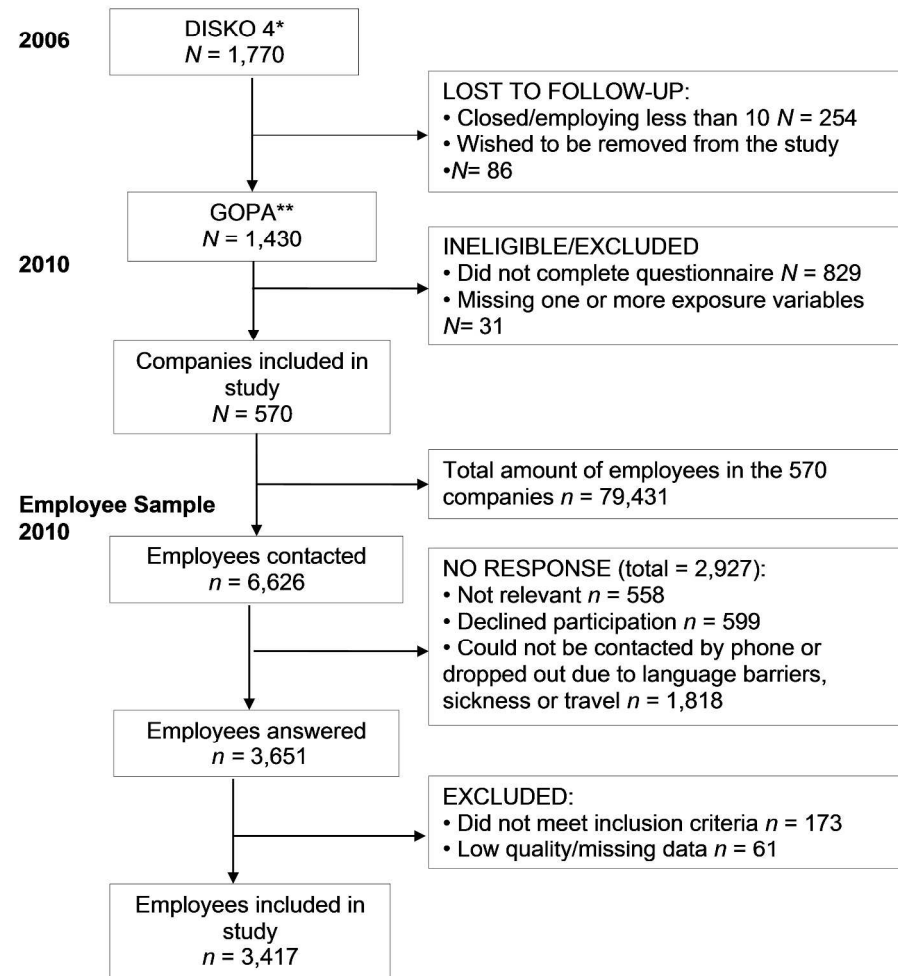 2006
DISKO 4*
N = 1,770
LOST TO FOLLOW-UP:
• Closed/employing less than 10 N = 254
• Wished to be removed from the study
•N= 86
GOPA**
N = 1,430
2010
INELIGIBLE/EXCLUDED
• Did not complete questionnaire N = 829
• Missing one or more exposure variables
N= 31
Companies included in
study
N = 570
Total amount of employees in the 570
companies n = 79,431
Employee Sample
2010
Employees contacted
n = 6,626
NO RESPONSE (total = 2,927):
• Not relevant n = 558
• Declined participation n = 599
• Could not be contacted by phone or
dropped out due to language barriers,
sickness or travel n = 1,818
Employees answered
n = 3,651
EXCLUDED:
• Did not meet inclusion criteria n = 173
• Low quality/missing data n = 61
Employees included in
study
n = 3,417